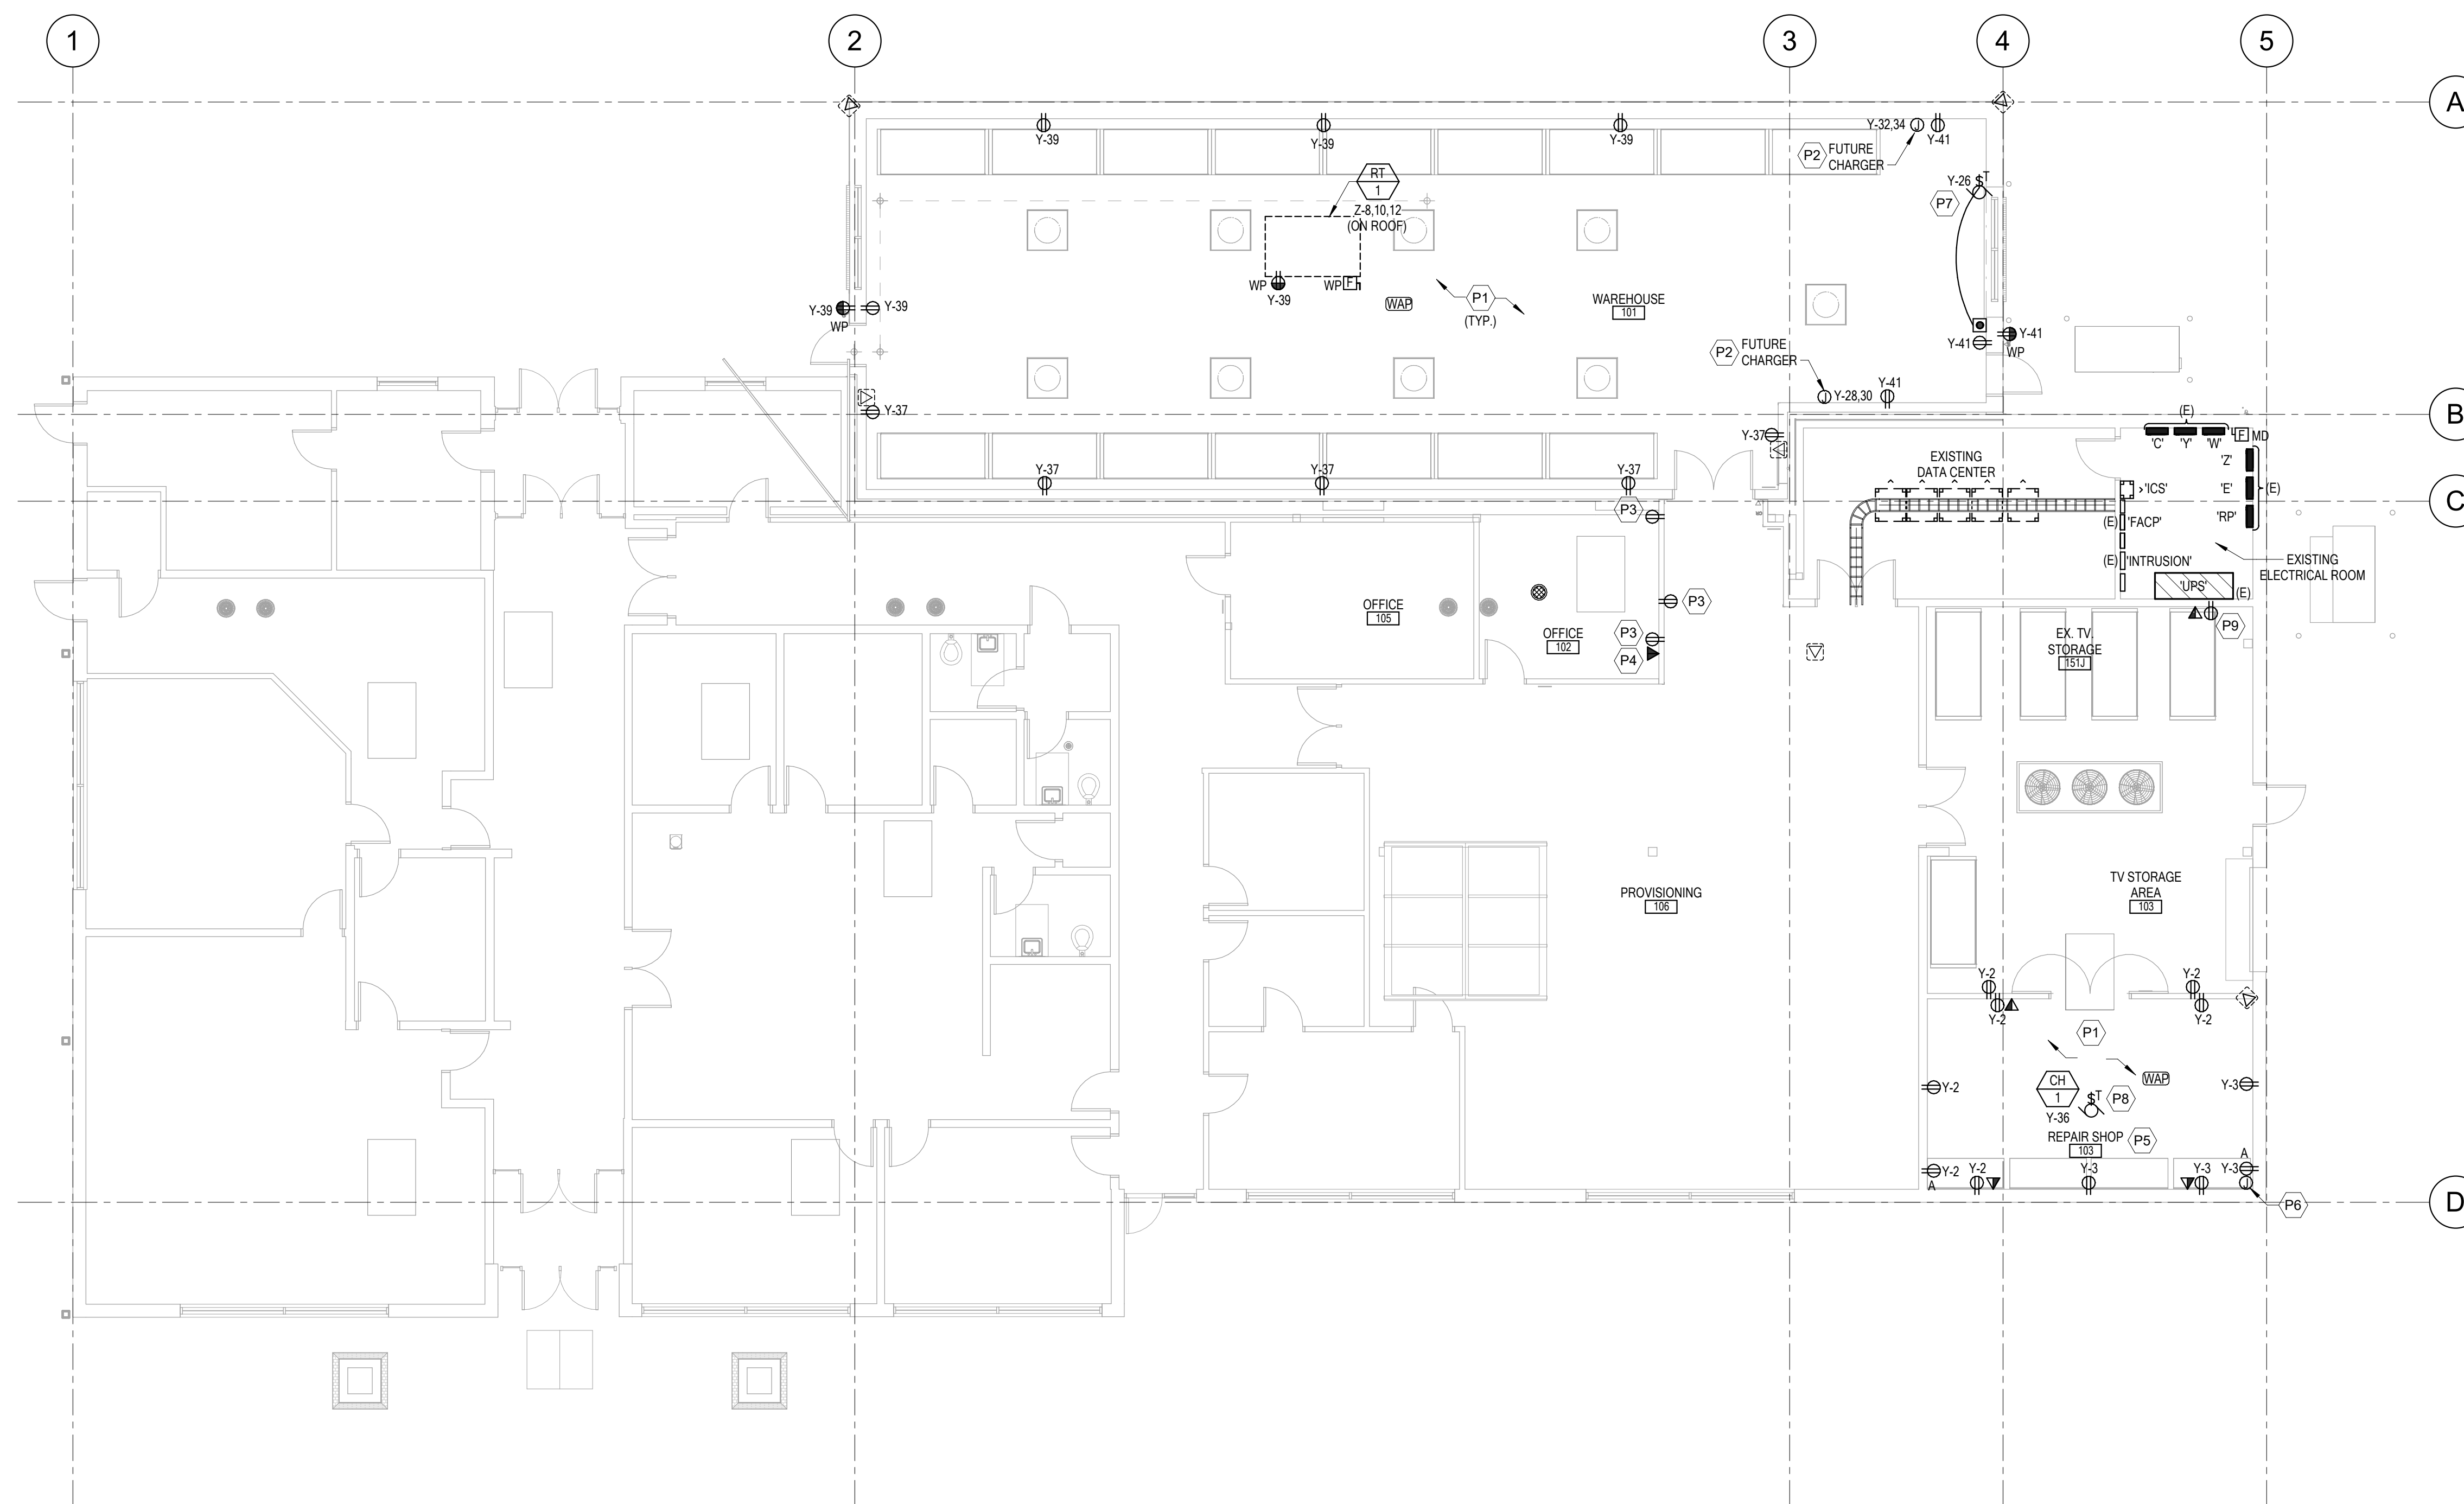 1
2
3
4
5
A
Y-39
Y-39
Y-39
Y-32,34
J
Y-41
P2
FUTURE
CHARGER
RT
1
Y-26
$T
P7
Z-8,10,12
(ON ROOF)
WP
Y-39
WP
F
WAP
P1
(TYP.)
WAREHOUSE
101
Y-39
WP
Y-39
Y-41
Y-41
WP
P2
FUTURE
CHARGER
J
Y-28,30
Y-41
Y-37
B
(E)
'C'
'Y'
'W'
F
MD
Y-37
Y-37
Y-37
Y-37
EXISTING
DATA CENTER
'Z'
'E'
(E)
'RP'
C
'ICS'
(E)
'FACP'
(E)
'INTRUSION'
EXISTING
ELECTRICAL ROOM
'UPS'
(E)
P3
P3
P3
P4
OFFICE
105
OFFICE
102
P9
EX. TV.
STORAGE
151J
PROVISIONING
106
TV STORAGE
AREA
103
Y-2
Y-2
Y-2
Y-2
P1
WAP
CH
1
Y-36
$T
P8
Y-2
Y-3
REPAIR SHOP
103
P5
Y-2
A
Y-2
Y-3
Y-3
Y-3
A
J
P6
D